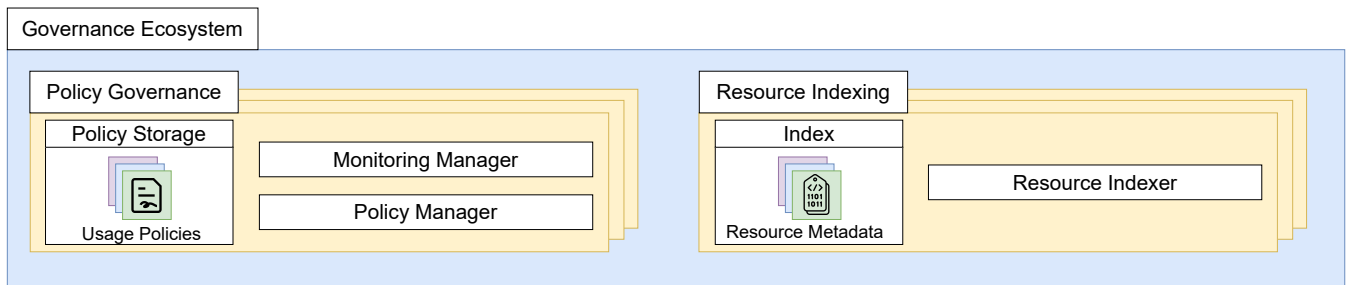 Governance Ecosystem
Policy Governance
Policy Storage
Usage Policies
Monitoring Manager
Policy Manager
Resource Indexing
Index
</>
1101
1011
Resource Metadata
Resource Indexer